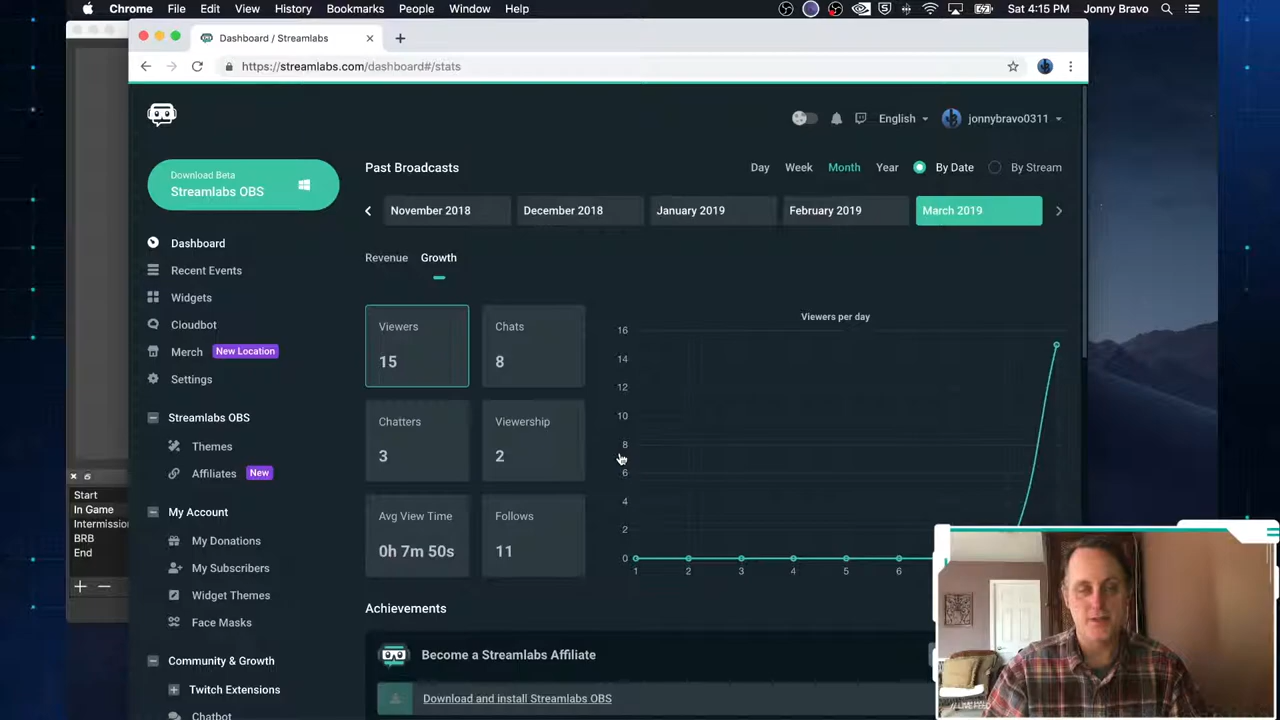 Chrome File Edit View History Bookmarks People Window Help Sat 4:15 PM Jonny Bravo
Dashboard / Streamlabs
https://streamlabs.com/dashboard#/stats
English jonnybravo0311
Download Beta
Streamlabs OBS
Past Broadcasts Day Week Month Year By Date By Stream
November 2018 December 2018 January 2019 February 2019 March 2019
Dashboard
Recent Events
Widgets
Cloudbot
Merch New Location
Settings
Streamlabs OBS
Themes
Affiliates New
My Account
My Donations
My Subscribers
Widget Themes
Face Masks
Community & Growth
Twitch Extensions
Chatbot
Revenue Growth
Viewers
15
Chats
8
Chatters
3
Viewership
2
Avg View Time
0h 7m 50s
Follows
11
Viewers per day
16
14
12
10
8
6
4
2
0
1 2 3 4 5 6
Achievements
Become a Streamlabs Affiliate
Download and install Streamlabs OBS
Start
In Game
Intermissio
BRB
End